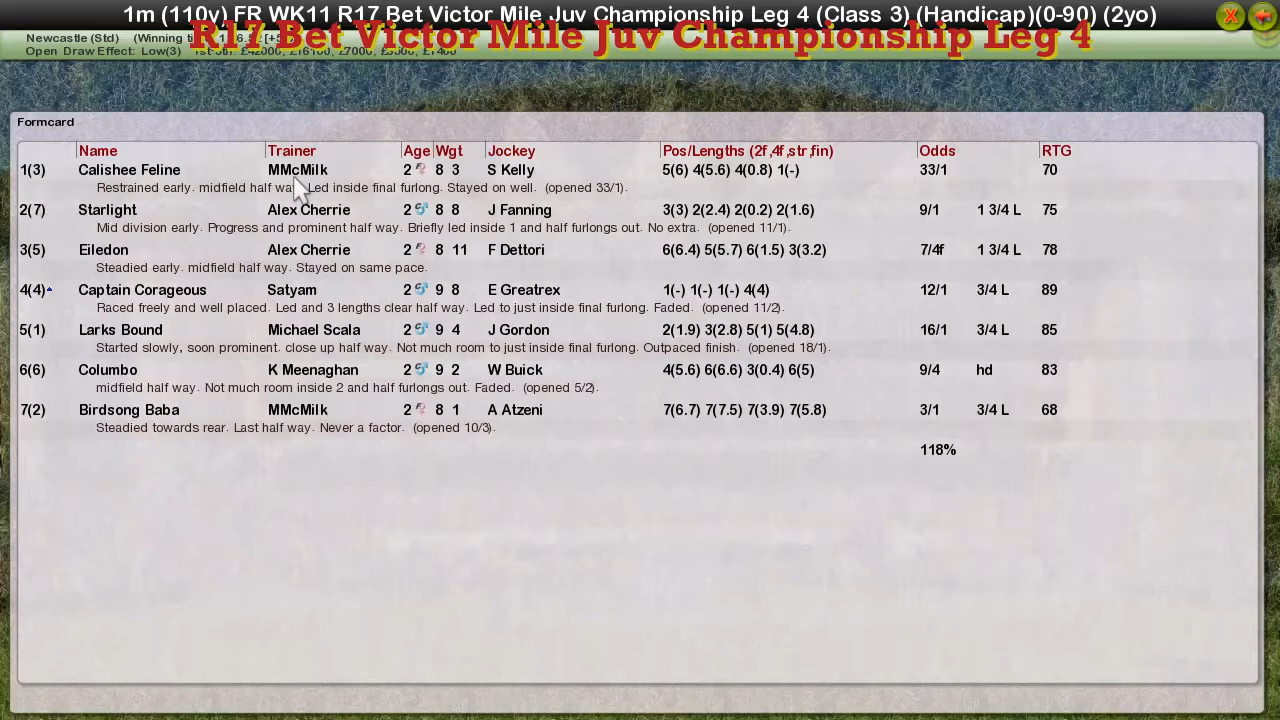 1m (110y) FR WK11 R17 Bet Victor Mile Juv Championship Leg 4 (Class 3) (Handicap)(0-90) (2yo)
R17 Bet Victor Mile Juv Championship Leg 4
Newcastle (Std) (Winning
Open Draw Effect: Low(3) £7000
Formcard
Name Trainer Age Wgt Jockey Pos/Lengths (2f,4f,str,fin) Odds RTG
1(3) Calishee Feline MMcMilk 2 8 3 S Kelly 5(6) 4(5.6) 4(0.8) 1(-) 33/1 70
Restrained early. midfield half way. Led inside final furlong. Stayed on well. (opened 33/1).
2(7) Starlight Alex Cherrie 2 8 8 J Fanning 3(3) 2(2.4) 2(0.2) 2(1.6) 9/1 1 3/4 L 75
Mid division early. Progress and prominent half way. Briefly led inside 1 and half furlongs out. No extra. (opened 11/1).
3(5) Eiledon Alex Cherrie 2 8 11 F Dettori 6(6.4) 5(5.7) 6(1.5) 3(3.2) 7/4f 1 3/4 L 78
Steadied early. midfield half way. Stayed on same pace.
4(4) Captain Corageous Satyam 2 9 8 E Greatrex 1(-) 1(-) 1(-) 4(4) 12/1 3/4 L 89
Raced freely and well placed. Led and 3 lengths clear half way. Led to just inside final furlong. Faded. (opened 11/2).
5(1) Larks Bound Michael Scala 2 9 4 J Gordon 2(1.9) 3(2.8) 5(1) 5(4.8) 16/1 3/4 L 85
Started slowly, soon prominent. close up half way. Not much room to just inside final furlong. Outpaced finish. (opened 18/1).
6(6) Columbo K Meenaghan 2 9 2 W Buick 4(5.6) 6(6.6) 3(0.4) 6(5) 9/4 hd 83
midfield half way. Not much room inside 2 and half furlongs out. Faded. (opened 5/2).
7(2) Birdsong Baba MMcMilk 2 8 1 A Atzeni 7(6.7) 7(7.5) 7(3.9) 7(5.8) 3/1 3/4 L 68
Steadied towards rear. Last half way. Never a factor. (opened 10/3).
118%